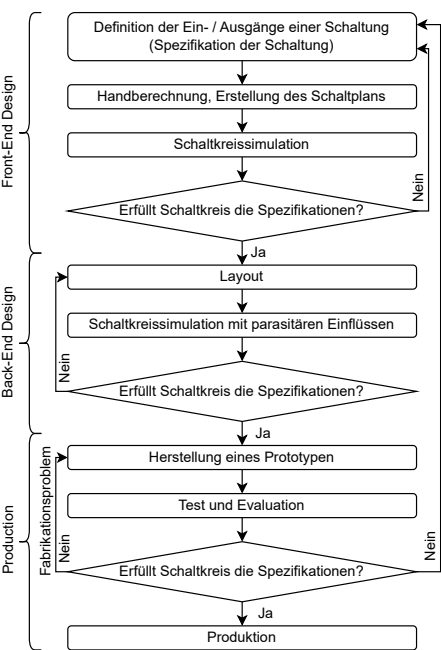 Definition der Ein- / Ausgänge einer Schaltung
(Spezifikation der Schaltung)
Handberechnung, Erstellung des Schaltplans
Schaltkreissimulation
Erfüllt Schaltkreis die Spezifikationen?
Nein
Front-End Design
Ja
Layout
Schaltkreissimulation mit parasitären Einflüssen
Erfüllt Schaltkreis die Spezifikationen?
Nein
Back-End Design
Ja
Herstellung eines Prototypen
Test und Evaluation
Erfüllt Schaltkreis die Spezifikationen?
Fabrikationsproblem
Nein
Nein
Production
Ja
Produktion